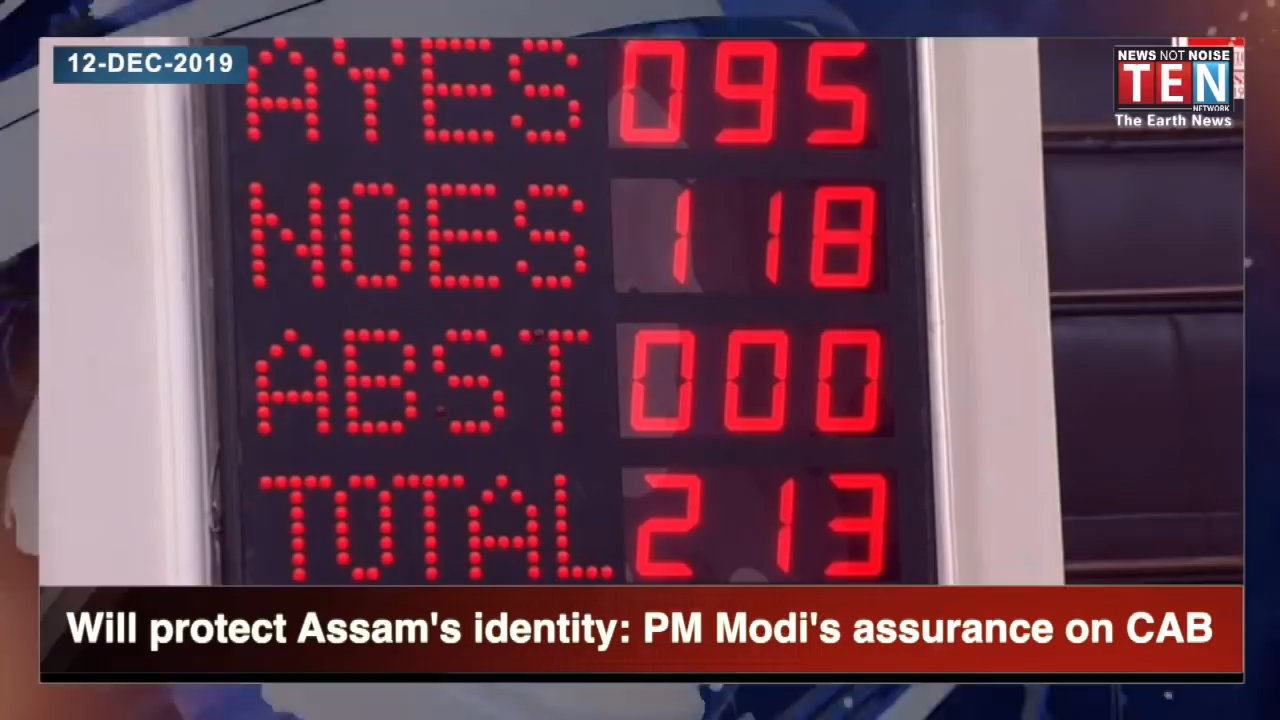 12-DEC-2019
NEWS NOT NOISE
TEN
NETWORK
The Earth News
AYES 095
NOES 118
ABST 000
TOTAL 213
Will protect Assam's identity: PM Modi's assurance on CAB